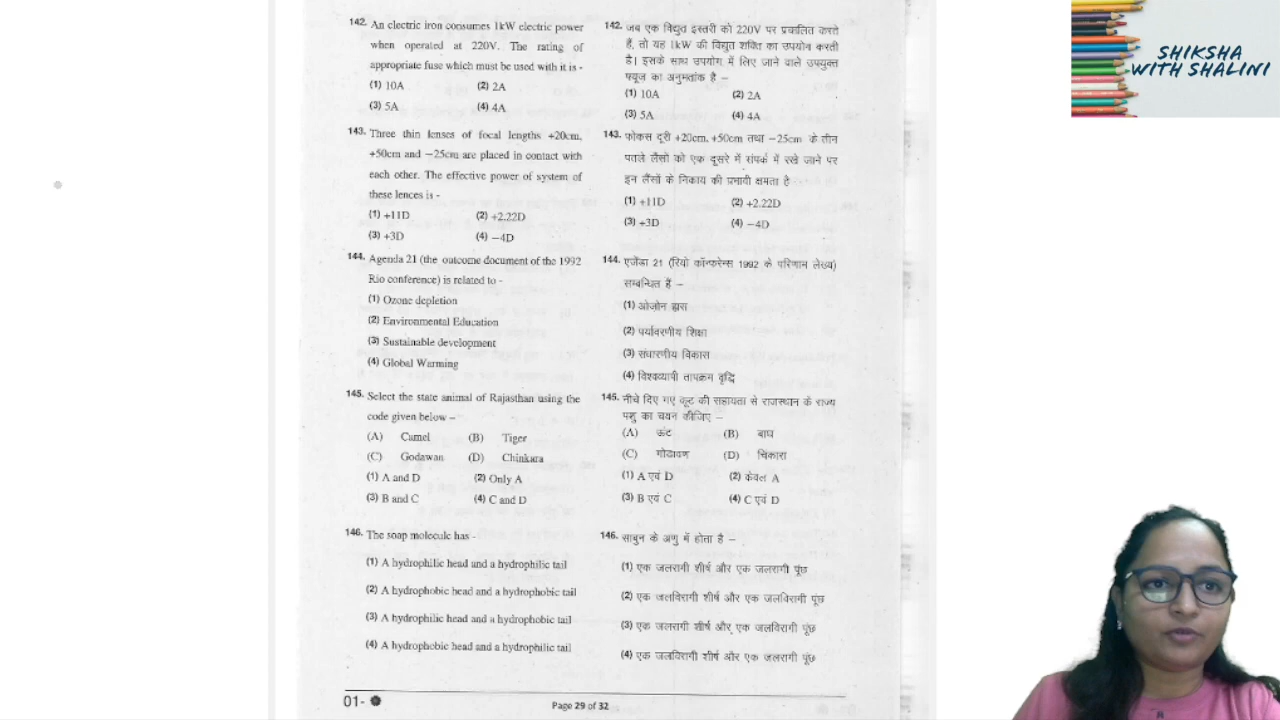 142. An electric iron consumes 1kW electric power
when operated at 220V. The rating of
appropriate fuse which must be used with it is -
(1) 10A (2) 2A
(3) 5A (4) 4A
143. Three thin lenses of focal lengths +20cm,
+50cm and −25cm are placed in contact with
each other. The effective power of system of
these lences is -
(1) +11D (2) +2.22D
(3) +3D (4) −4D
144. Agenda 21 (the outcome document of the 1992
Rio conference) is related to -
(1) Ozone depletion
(2) Environmental Education
(3) Sustainable development
(4) Global Warming
145. Select the state animal of Rajasthan using the
code given below –
(A) Camel (B) Tiger
(C) Godawan (D) Chinkara
(1) A and D (2) Only A
(3) B and C (4) C and D
146. The soap molecule has -
(1) A hydrophilic head and a hydrophilic tail
(2) A hydrophobic head and a hydrophobic tail
(3) A hydrophilic head and a hydrophobic tail
(4) A hydrophobic head and a hydrophilic tail
142. जब एक विद्युत इस्तरी को 220V पर प्रचालित करते
हैं, तो यह 1kW की विद्युत शक्ति का उपयोग करती
है। इसके साथ उपयोग में लिए जाने वाले उपयुक्त
फ्यूज का अनुमतांक है –
(1) 10A (2) 2A
(3) 5A (4) 4A
143. फोकस दूरी +20cm, +50cm तथा −25cm के तीन
पतले लैंसों को एक दूसरे में संपर्क में रखे जाने पर
इन लैंसों के निकाय की प्रभावी क्षमता है -
(1) +11D (2) +2.22D
(3) +3D (4) −4D
144. एजेंडा 21 (रियो कॉन्फरेन्स 1992 के परिणाम लेख्य)
सम्बन्धित है –
(1) ओजोन ह्रास
(2) पर्यावरणीय शिक्षा
(3) संधारणीय विकास
(4) विश्वव्यापी तापक्रम वृद्धि
145. नीचे दिए गए कूट की सहायता से राजस्थान के राज्य
पशु का चयन कीजिए –
(A) ऊंट (B) बाघ
(C) गोडावण (D) चिंकारा
(1) A एवं D (2) केवल A
(3) B एवं C (4) C एवं D
146. साबुन के अणु में होता है –
(1) एक जलरागी शीर्ष और एक जलरागी पूंछ
(2) एक जलविरागी शीर्ष और एक जलविरागी पूंछ
(3) एक जलरागी शीर्ष और एक जलविरागी पूंछ
(4) एक जलविरागी शीर्ष और एक जलरागी पूंछ
01-
Page 29 of 32
SHIKSHA
WITH SHALINI